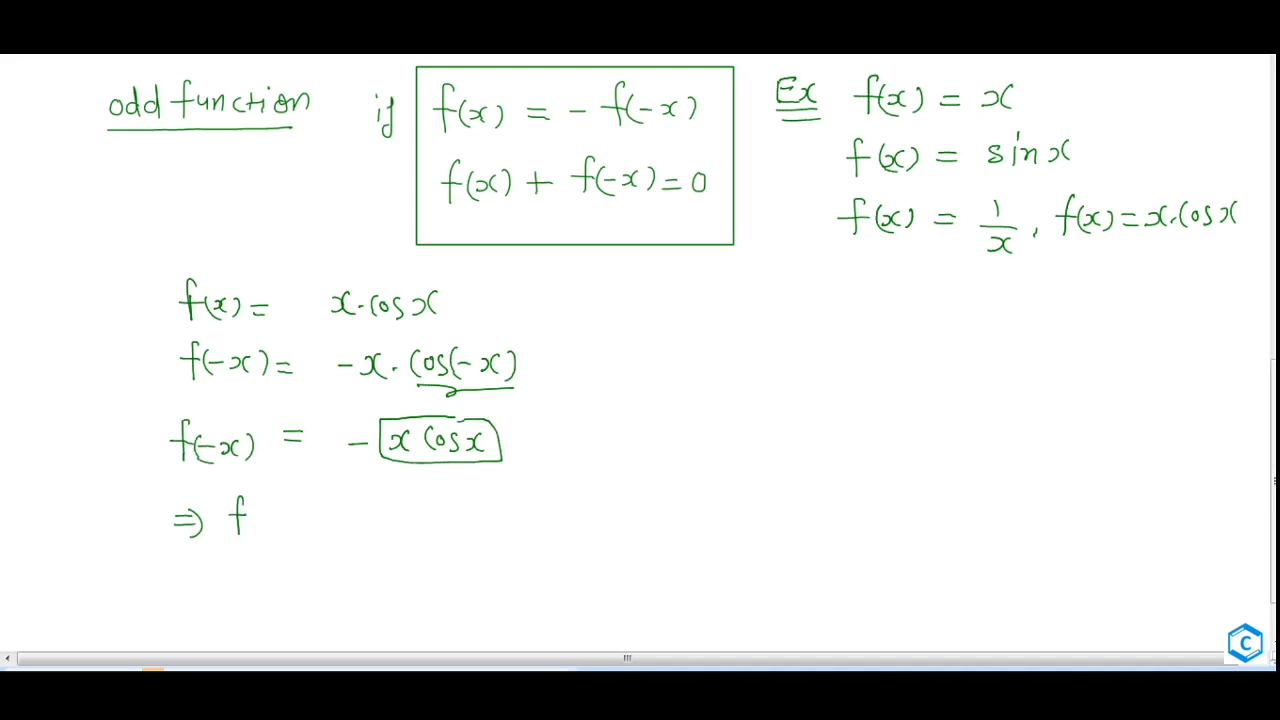 odd function if f(x) = - f(-x)
f(x) + f(-x) = 0
Ex f(x) = x
f(x) = sin x
f(x) = 1/x , f(x) = x.cos x
f(x) = x.cos x
f(-x) = -x. cos(-x)
f(-x) = - x cos x
⇒ f
C